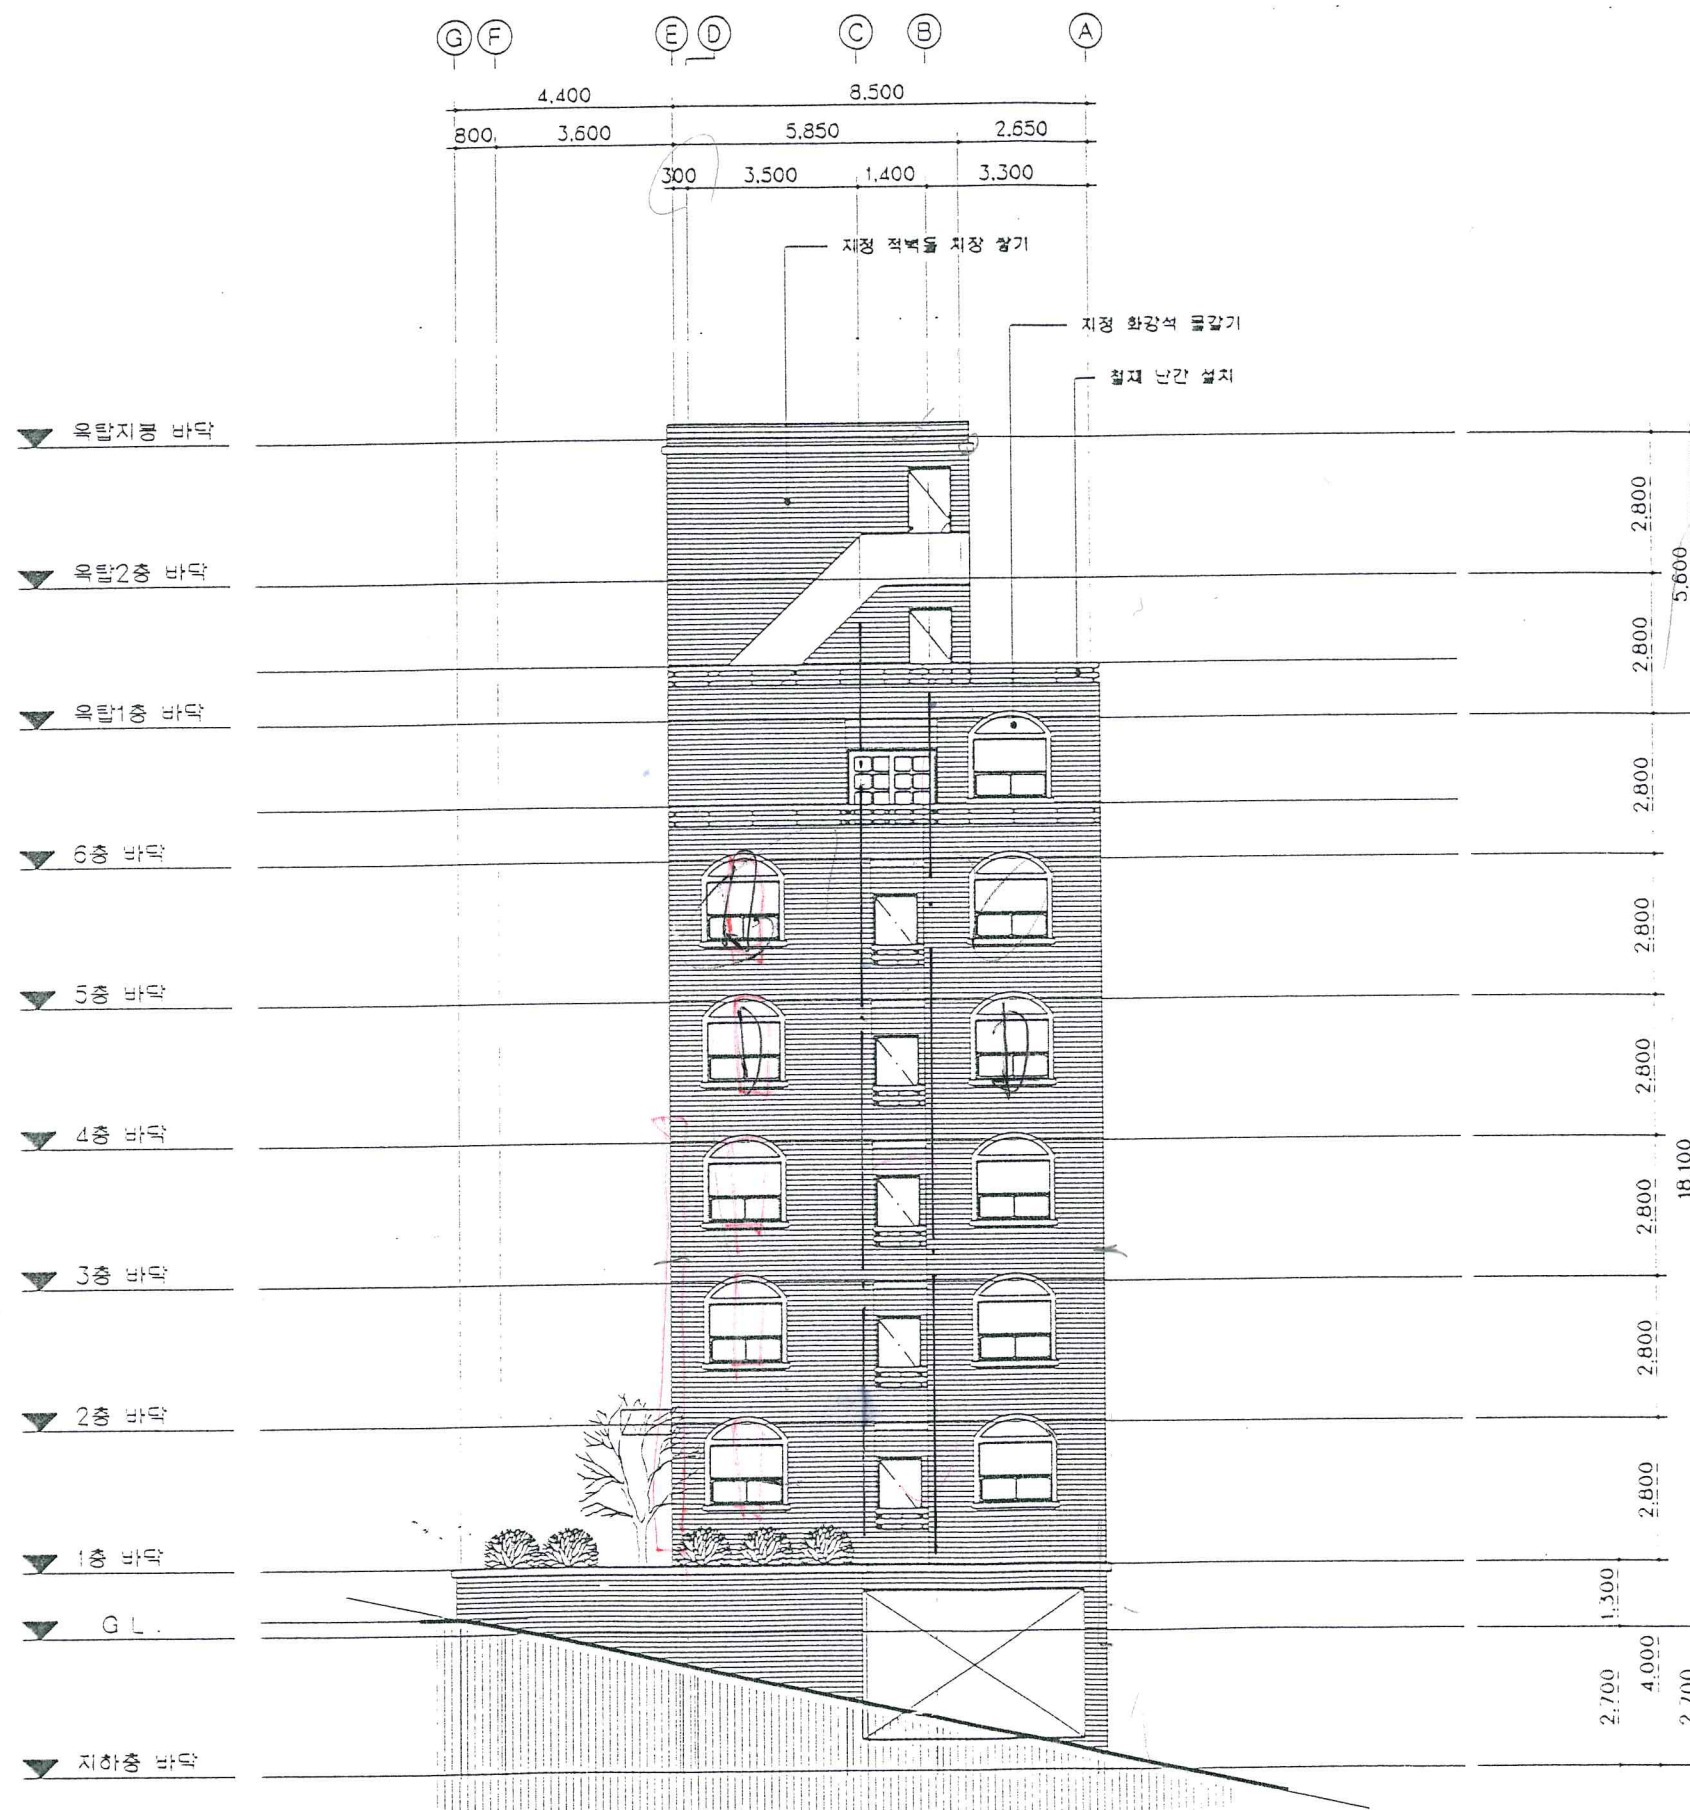 G F E D C B A
4,400 8,500
800 3,600 5,850 2,650
300 3,500 1,400 3,300
지정 적벽돌 치장 쌓기
지정 화강석 물갈기
철재 난간 설치
옥탑지붕 바닥
2,800
옥탑2층 바닥
5,600
2,800
옥탑1층 바닥
2,800
6층 바닥
2,800
5층 바닥
2,800
4층 바닥
18,100
2,800
3층 바닥
2,800
2층 바닥
2,800
1층 바닥
1,300
G L.
4,000
2,700 2,700
지하층 바닥